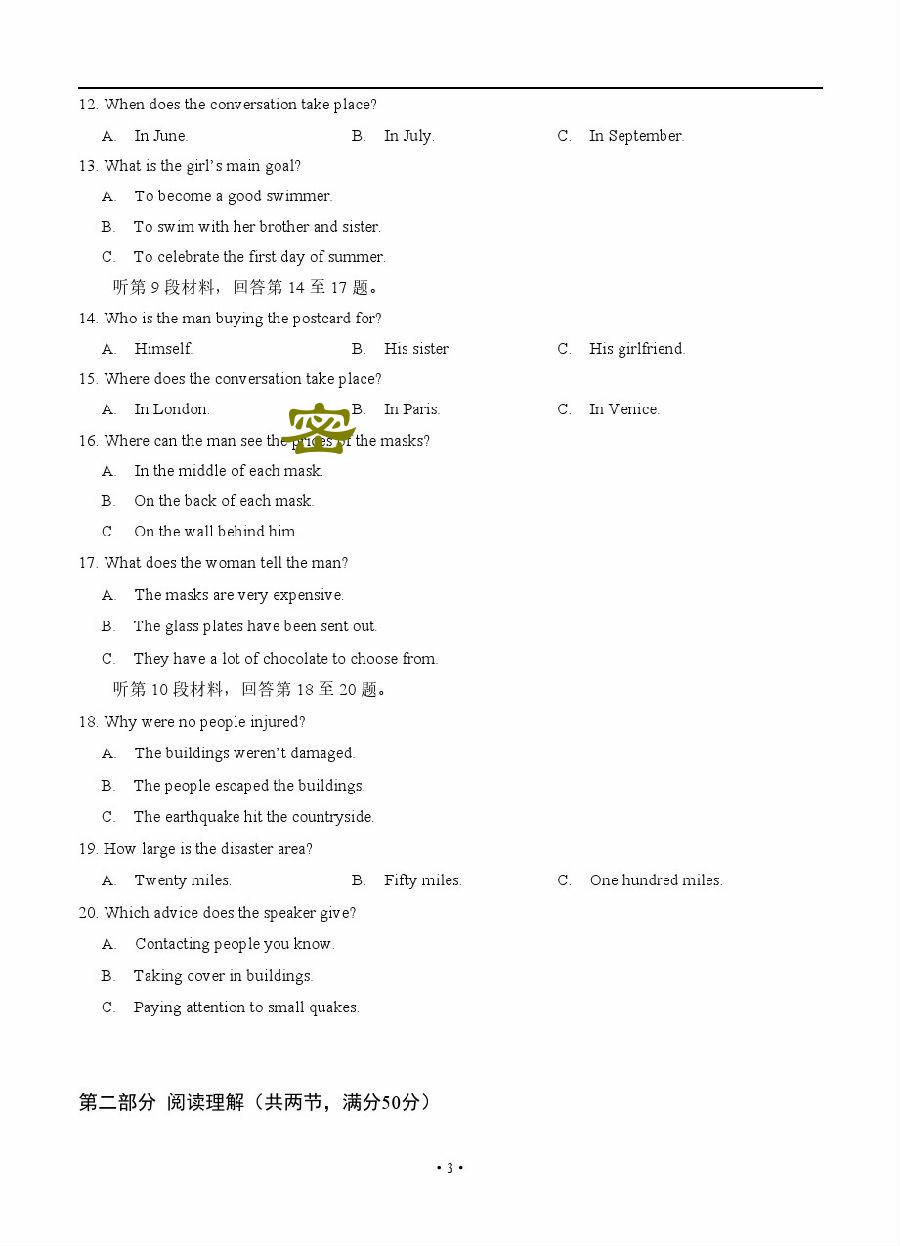 12. When does the conversation take place?
A. In June. B. In July. C. In September.
13. What is the girl's main goal?
A. To become a good swimmer.
B. To swim with her brother and sister.
C. To celebrate the first day of summer.
听第 9 段材料，回答第 14 至 17 题。
14. Who is the man buying the postcard for?
A. Himself. B. His sister C. His girlfriend.
15. Where does the conversation take place?
A. In London. B. In Paris. C. In Venice.
密
16. Where can the man see the prices of the masks?
A. In the middle of each mask.
B. On the back of each mask.
C On the wall behind him
17. What does the woman tell the man?
A. The masks are very expensive.
B. The glass plates have been sent out.
C. They have a lot of chocolate to choose from.
听第 10 段材料，回答第 18 至 20 题。
18. Why were no people injured?
A. The buildings weren't damaged.
B. The people escaped the buildings.
C. The earthquake hit the countryside.
19. How large is the disaster area?
A. Twenty miles. B. Fifty miles. C. One hundred miles.
20. Which advice does the speaker give?
A. Contacting people you know.
B. Taking cover in buildings.
C. Paying attention to small quakes.
第二部分 阅读理解（共两节，满分50分）
• 3 •